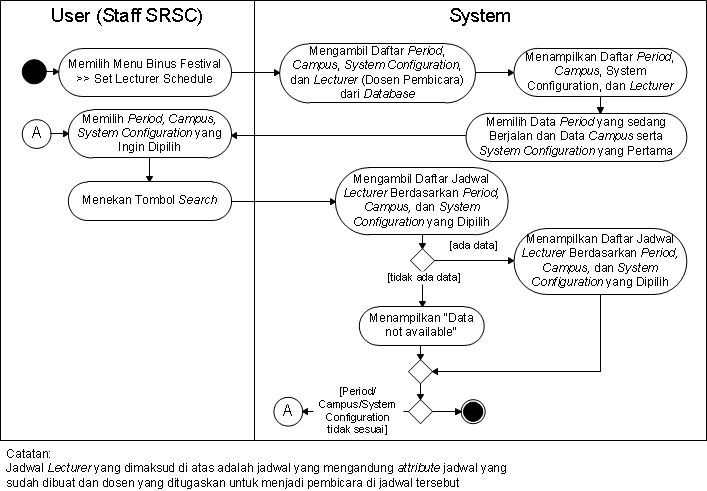 User (Staff SRSC)
System
Memilih Menu Binus Festival
>> Set Lecturer Schedule
Mengambil Daftar Period,
Campus, System Configuration,
dan Lecturer (Dosen Pembicara)
dari Database
Menampilkan Daftar Period,
Campus, System
Configuration, dan Lecturer
A
Memilih Period, Campus,
System Configuration yang
Ingin Dipilih
Memilih Data Period yang sedang
Berjalan dan Data Campus serta
System Configuration yang Pertama
Menekan Tombol Search
Mengambil Daftar Jadwal
Lecturer Berdasarkan Period,
Campus, dan System
Configuration yang Dipilih
[ada data]
Menampilkan Daftar Jadwal
Lecturer Berdasarkan Period,
Campus, dan System
Configuration yang Dipilih
[tidak ada data]
Menampilkan "Data
not available"
A
[Period/
Campus/System
Configuration
tidak sesuai]
Catatan:
Jadwal Lecturer yang dimaksud di atas adalah jadwal yang mengandung attribute jadwal yang
sudah dibuat dan dosen yang ditugaskan untuk menjadi pembicara di jadwal tersebut